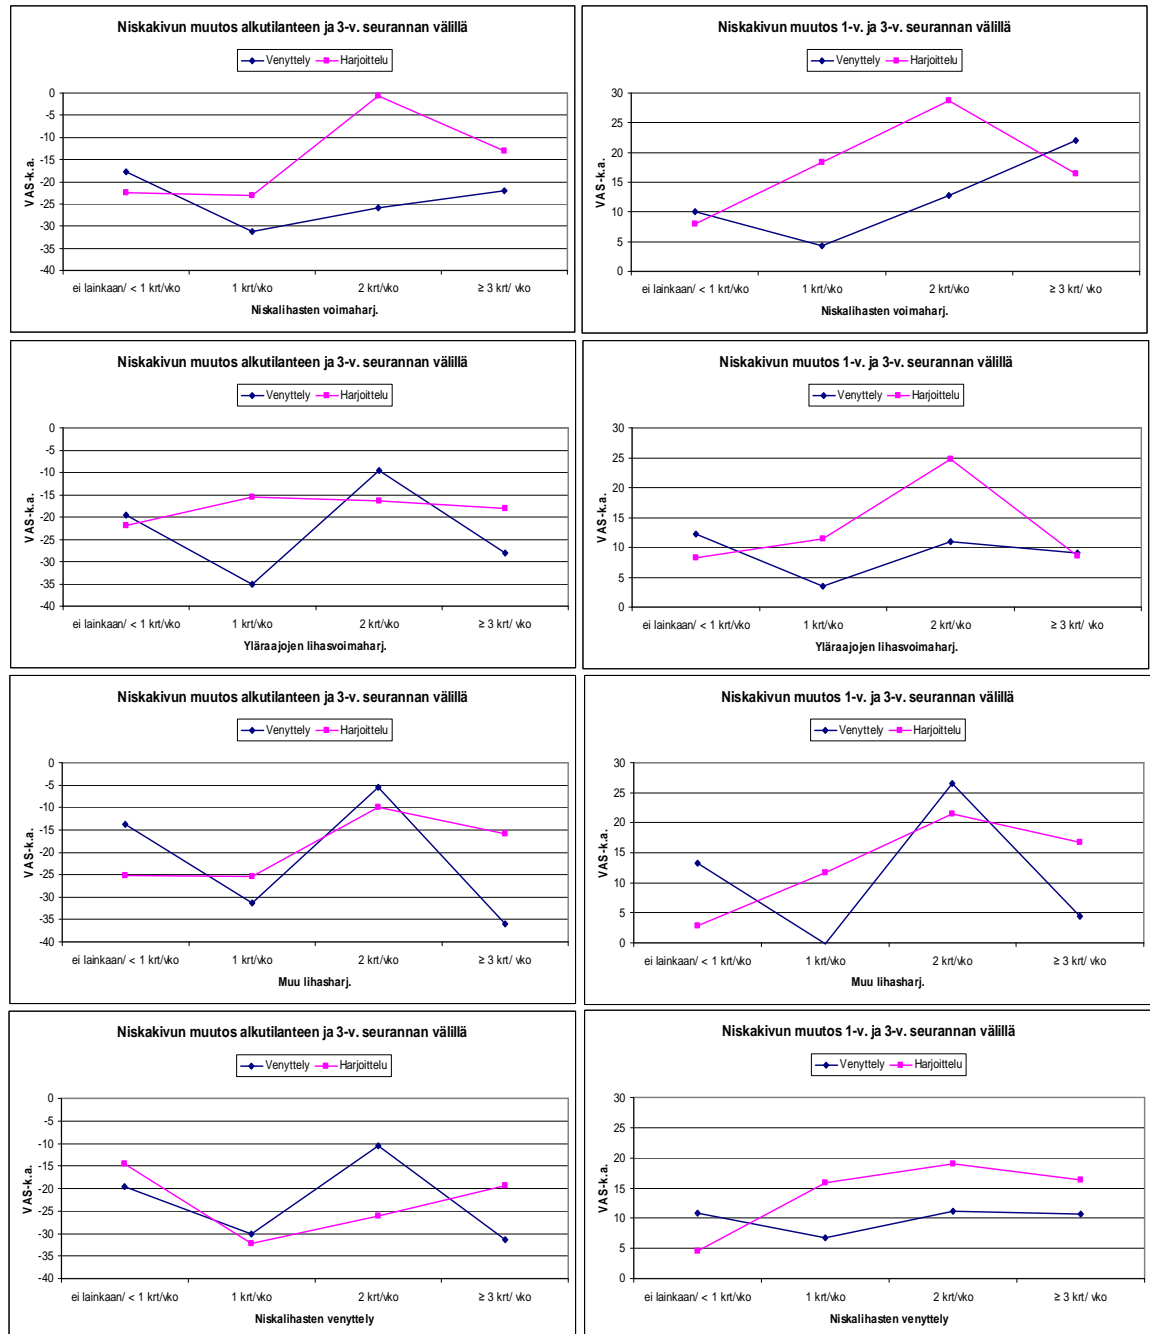 Niskakivun muutos alkutilanteen ja 3-v. seurannan välillä
Venyttely Harjoittelu
0
-5
-10
-15
-20
-25
-30
-35
-40
VAS-k.a.
ei lainkaan/ < 1 krt/vko 1 krt/vko 2 krt/vko ≥ 3 krt/ vko
Niskalihasten voimaharj.
Niskakivun muutos 1-v. ja 3-v. seurannan välillä
Venyttely Harjoittelu
30
25
20
15
10
5
0
VAS-k.a.
ei lainkaan/ < 1 krt/vko 1 krt/vko 2 krt/vko ≥ 3 krt/ vko
Niskalihasten voimaharj.
Niskakivun muutos alkutilanteen ja 3-v. seurannan välillä
Venyttely Harjoittelu
0
-5
-10
-15
-20
-25
-30
-35
-40
VAS-k.a.
ei lainkaan/ < 1 krt/vko 1 krt/vko 2 krt/vko ≥ 3 krt/ vko
Yläraajojen lihasvoimaharj.
Niskakivun muutos 1-v. ja 3-v. seurannan välillä
Venyttely Harjoittelu
30
25
20
15
10
5
0
VAS-k.a.
ei lainkaan/ < 1 krt/vko 1 krt/vko 2 krt/vko ≥ 3 krt/ vko
Yläraajojen lihasvoimaharj.
Niskakivun muutos alkutilanteen ja 3-v. seurannan välillä
Venyttely Harjoittelu
0
-5
-10
-15
-20
-25
-30
-35
-40
VAS-k.a.
ei lainkaan/ < 1 krt/vko 1 krt/vko 2 krt/vko ≥ 3 krt/ vko
Muu lihasharj.
Niskakivun muutos 1-v. ja 3-v. seurannan välillä
Venyttely Harjoittelu
30
25
20
15
10
5
0
VAS-k.a.
ei lainkaan/ < 1 krt/vko 1 krt/vko 2 krt/vko ≥ 3 krt/ vko
Muu lihasharj.
Niskakivun muutos alkutilanteen ja 3-v. seurannan välillä
Venyttely Harjoittelu
0
-5
-10
-15
-20
-25
-30
-35
-40
VAS-k.a.
ei lainkaan/ < 1 krt/vko 1 krt/vko 2 krt/vko ≥ 3 krt/ vko
Niskalihasten venyttely
Niskakivun muutos 1-v. ja 3-v. seurannan välillä
Venyttely Harjoittelu
30
25
20
15
10
5
0
VAS-k.a.
ei lainkaan/ < 1 krt/vko 1 krt/vko 2 krt/vko ≥ 3 krt/ vko
Niskalihasten venyttely